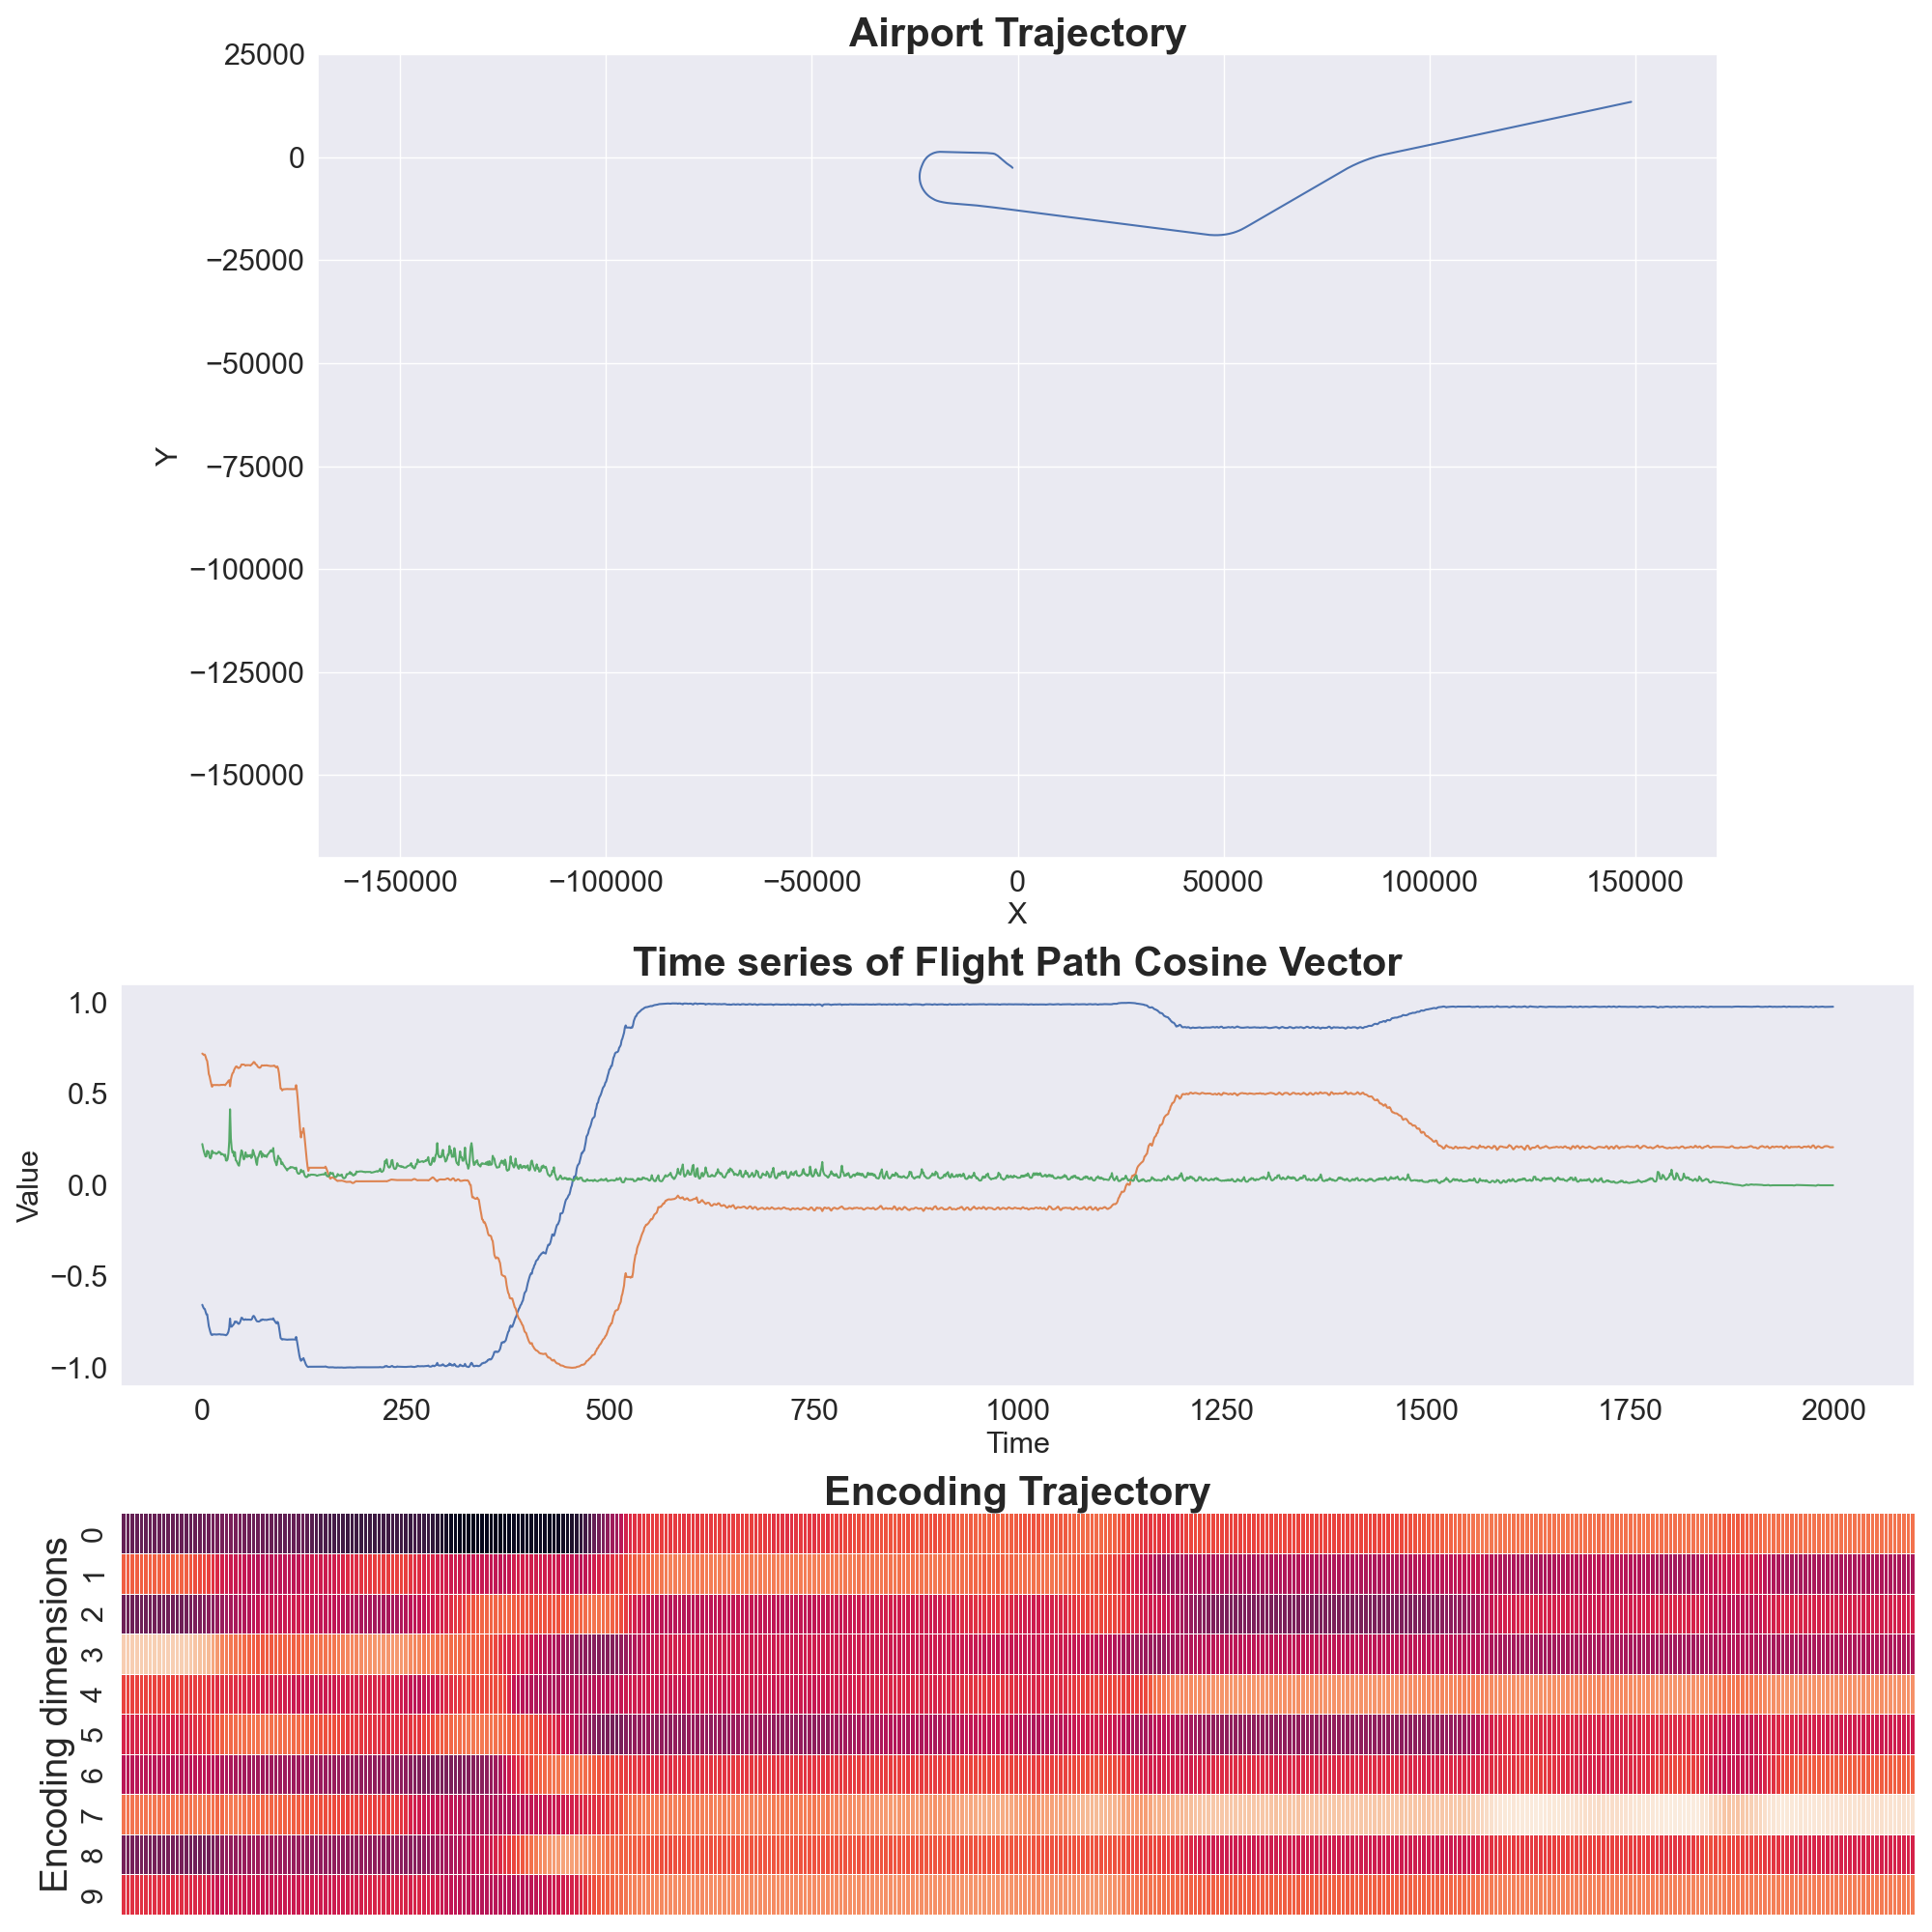 Airport Trajectory
25000
0
−25000
−50000
−75000
−100000
−125000
−150000
Y
−150000 −100000 −50000 0 50000 100000 150000
X
Time series of Flight Path Cosine Vector
1.0
0.5
0.0
−0.5
−1.0
Value
0 250 500 750 1000 1250 1500 1750 2000
Time
Encoding Trajectory
Encoding dimensions
0
1
2
3
4
5
6
7
8
9